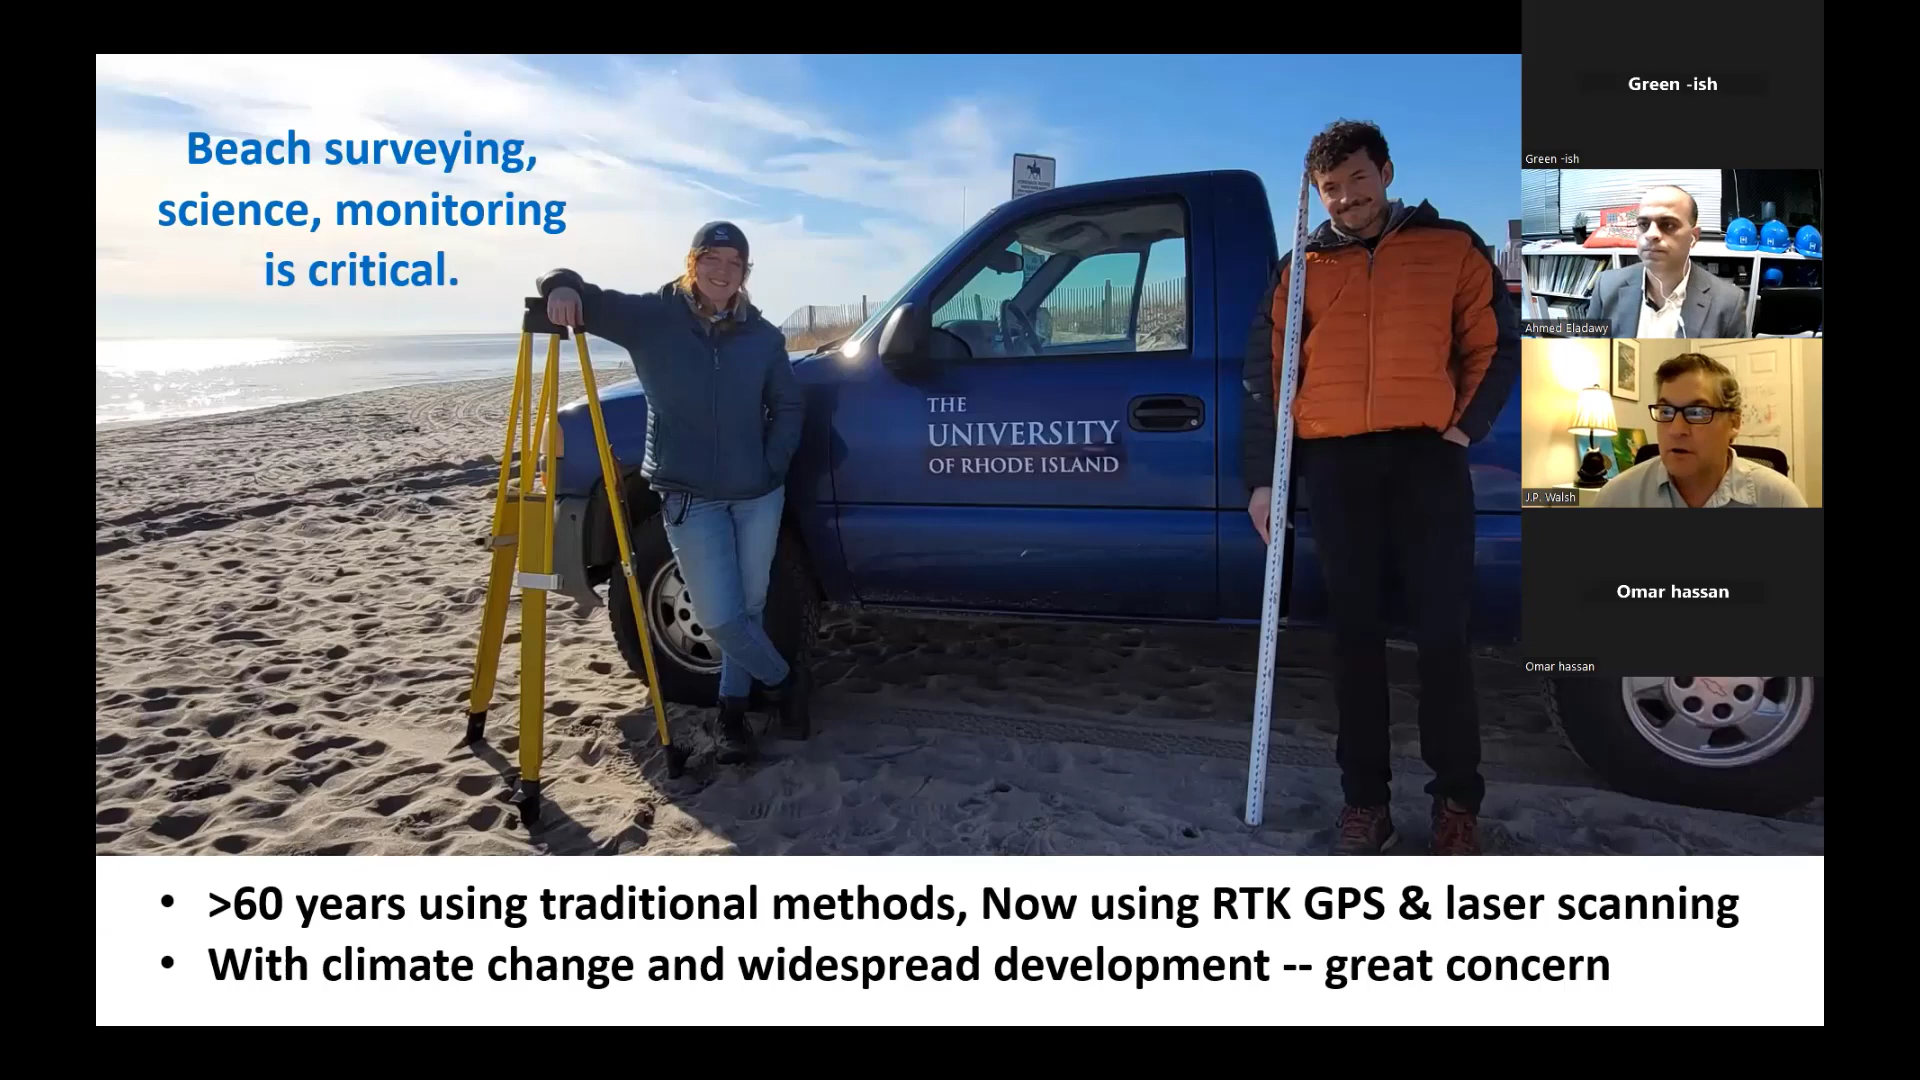 Beach surveying,
science, monitoring
is critical.
THE
UNIVERSITY
OF RHODE ISLAND
• >60 years using traditional methods, Now using RTK GPS & laser scanning
• With climate change and widespread development -- great concern
Green -ish
Green -ish
Ahmed Eladawy
J.P. Walsh
Omar hassan
Omar hassan